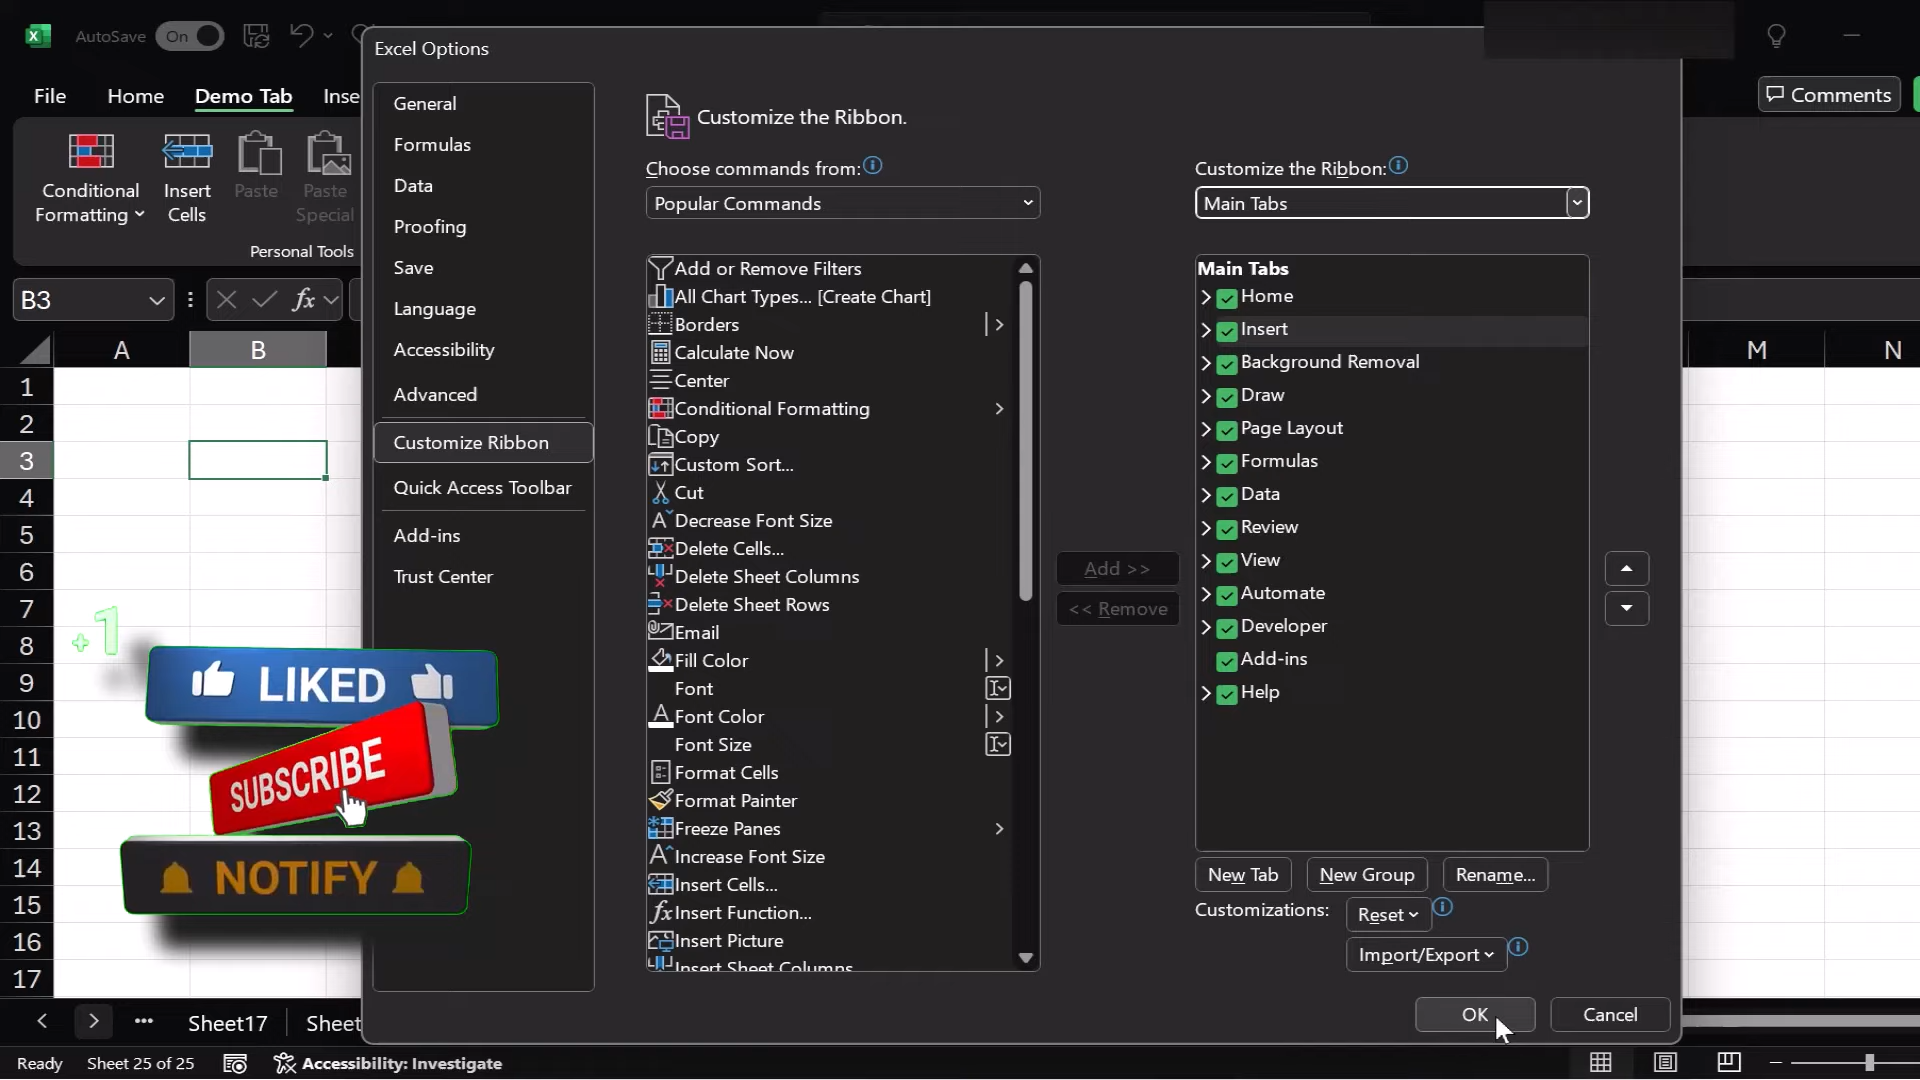 AutoSave On
Excel Options
File Home Demo Tab Inse
Comments
Conditional
Formatting
Insert
Cells
Paste
Paste
Special
Personal Tools
B3
fx
A B M N
1
2
3
4
5
6
7
8
9
10
11
12
13
14
15
16
17
+1
LIKED
SUBSCRIBE
NOTIFY
General
Formulas
Data
Proofing
Save
Language
Accessibility
Advanced
Customize Ribbon
Quick Access Toolbar
Add-ins
Trust Center
Customize the Ribbon.
Choose commands from:
Popular Commands
Add or Remove Filters
All Chart Types... [Create Chart]
Borders
Calculate Now
Center
Conditional Formatting
Copy
Custom Sort...
Cut
Decrease Font Size
Delete Cells...
Delete Sheet Columns
Delete Sheet Rows
Email
Fill Color
Font
Font Color
Font Size
Format Cells
Format Painter
Freeze Panes
Increase Font Size
Insert Cells...
Insert Function...
Insert Picture
Insert Sheet Columns
Add >>
<< Remove
Customize the Ribbon:
Main Tabs
Main Tabs
Home
Insert
Background Removal
Draw
Page Layout
Formulas
Data
Review
View
Automate
Developer
Add-ins
Help
New Tab New Group Rename...
Customizations: Reset
Import/Export
OK Cancel
Sheet17 Sheet
Ready Sheet 25 of 25 Accessibility: Investigate